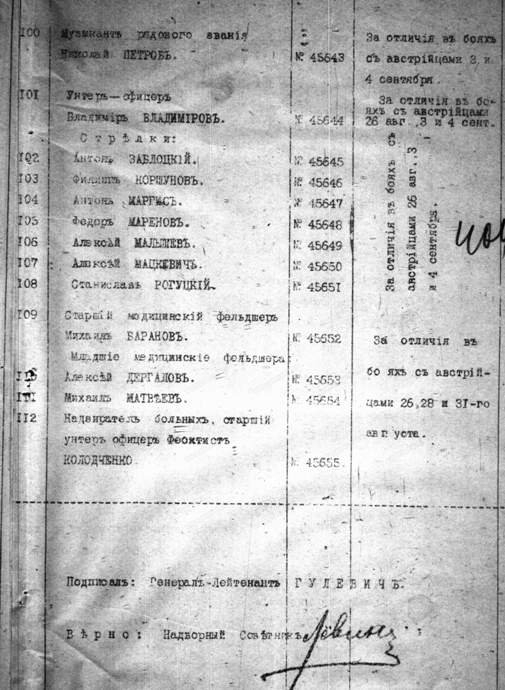 100 Музыкантъ рядового званія
Николай ПЕТРОВЪ. № 45643
За отличія въ бояхъ
съ австрійцами 3 и
4 сентября.
101 Унтеръ-офицеръ
Владиміръ ВЛАДИМІРОВЪ. № 45644
За отличія въ бо-
яхъ съ австрійцами
26 авг.,3 и 4 сент.
Стрѣлки:
102 Антонъ ЗАБЛОЦКІЙ. № 45645
103 Филиппъ КОРШУНОВЪ. № 45646
104 Антонъ МАРГИСЪ. № 45647
105 Федоръ МАРЕНОВЪ. № 45648
106 Алексѣй МАЛЫШЕВЪ. № 45649
107 Алексѣй МАЦКЕВИЧЪ. № 45650
108 Станиславъ РОГУЦКІЙ. № 45651
За отличія въ бояхъ съ
австрійцами 26 авг.,3
и 4 сентября.
109 Старшій медицинскій фельдшеръ
Михаилъ БАРАНОВЪ. № 45652
Младшіе медицинскіе фельдшера:
110 Алексѣй ДЕРГАЛОВЪ. № 45653
111 Михаилъ МАТВѢЕВЪ. № 45654
112 Надзиратель больныхъ, старшій
унтеръ офицеръ Феоктистъ
КОЛОДЧЕНКО. № 45655.
За отличія въ
бояхъ съ австрій-
цами 26,28 и 31-го
августа.
Подписалъ: Генералъ-Лейтенантъ ГУЛЕВИЧЪ.
Вѣрно: Надворный Совѣтникъ